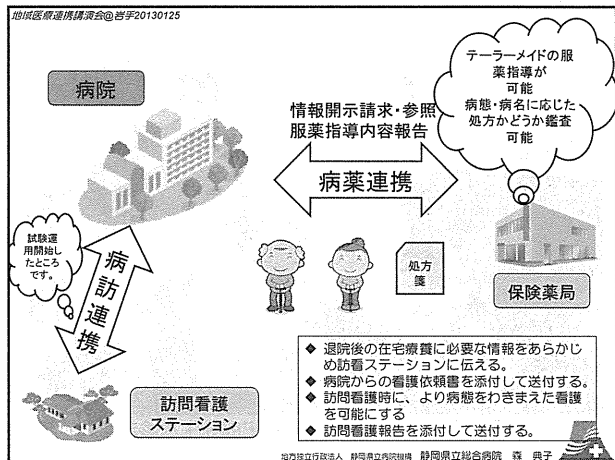 地域医療連携講演会@岩手20130125
病院
テーラーメイドの服
薬指導が
可能
病態・病名に応じた
処方かどうか鑑査
可能
情報開示請求・参照
服薬指導内容報告
病薬連携
試験運
用開始し
たところ
です。
病訪連携
処方
箋
保険薬局
訪問看護
ステーション
◆ 退院後の在宅療養に必要な情報をあらかじ
め訪看ステーションに伝える。
◆ 病院からの看護依頼書を添付して送付する。
◆ 訪問看護時に、より病態をわきまえた看護
を可能にする
◆ 訪問看護報告を添付して送付する。
地方独立行政法人 静岡県立病院機構 静岡県立総合病院 森 典子